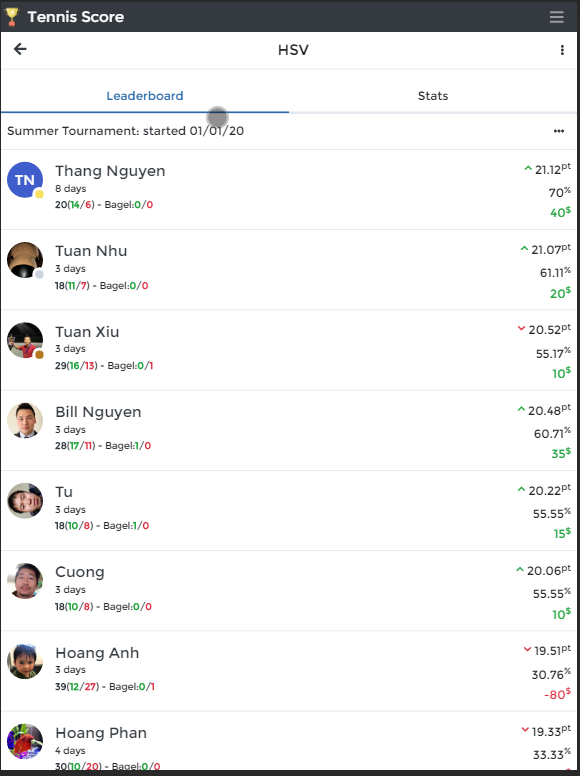 Tennis Score
HSV
Leaderboard Stats
Summer Tournament: started 01/01/20
TN
Thang Nguyen
21.12pt
8 days
70%
20(14/6) - Bagel:0/0
40$
Tuan Nhu
21.07pt
3 days
61.11%
18(11/7) - Bagel:0/0
20$
Tuan Xiu
20.52pt
3 days
55.17%
29(16/13) - Bagel:0/1
10$
Bill Nguyen
20.48pt
3 days
60.71%
28(17/11) - Bagel:1/0
35$
Tu
20.22pt
3 days
55.55%
18(10/8) - Bagel:1/0
15$
Cuong
20.06pt
3 days
55.55%
18(10/8) - Bagel:0/0
10$
Hoang Anh
19.51pt
3 days
30.76%
39(12/27) - Bagel:0/1
-80$
Hoang Phan
19.33pt
4 days
33.33%
30(10/20) - Bagel:0/0